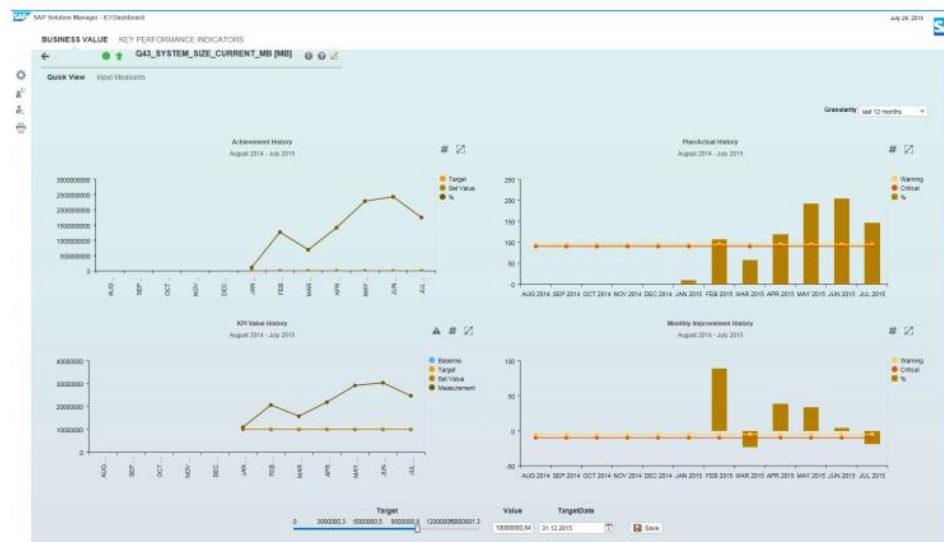 SAP SAP Solution Manager - ICI Dashboard
July 29, 2015
SAP
BUSINESS VALUE KEY PERFORMANCE INDICATORS
Q43_SYSTEM_SIZE_CURRENT_MB [MB]
Quick View Input Measures
Granularity last 12 months
Achievement History
August 2014 - July 2015
Target
Set Value
%
3000000000
2500000000
2000000000
1500000000
1000000000
500000000
0
AUG... SEP... OCT... NOV... DEC... JAN... FEB... MAR... APR... MAY... JUN... JUL...
Plan/Actual History
August 2014 - July 2015
Warning
Critical
%
250
200
150
100
50
0
AUG 2014 SEP 2014 OCT 2014 NOV 2014 DEC 2014 JAN 2015 FEB 2015 MAR 2015 APR 2015 MAY 2015 JUN 2015 JUL 2015
KPI Value History
August 2014 - July 2015
Baseline
Target
Set Value
Measurement
40000000
30000000
20000000
10000000
0
AUG... SEP... OCT... NOV... DEC... JAN... FEB... MAR... APR... MAY... JUN... JUL...
Monthly Improvement History
August 2014 - July 2015
Warning
Critical
%
100
50
0
-50
AUG 2014 SEP 2014 OCT 2014 NOV 2014 DEC 2014 JAN 2015 FEB 2015 MAR 2015 APR 2015 MAY 2015 JUN 2015 JUL 2015
Target Value TargetDate
0 3000000,3 6000000,5 10000000,64 31.12.2015 Save